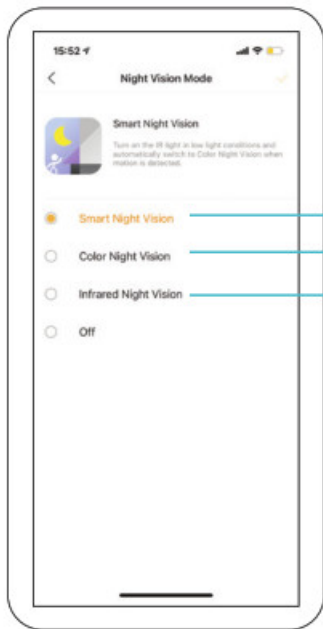 15:52
Night Vision Mode
Smart Night Vision
Turn on the IR light in low light conditions and
automatically switch to Color Night Vision when
motion is detected.
Smart Night Vision
Color Night Vision
Infrared Night Vision
Off